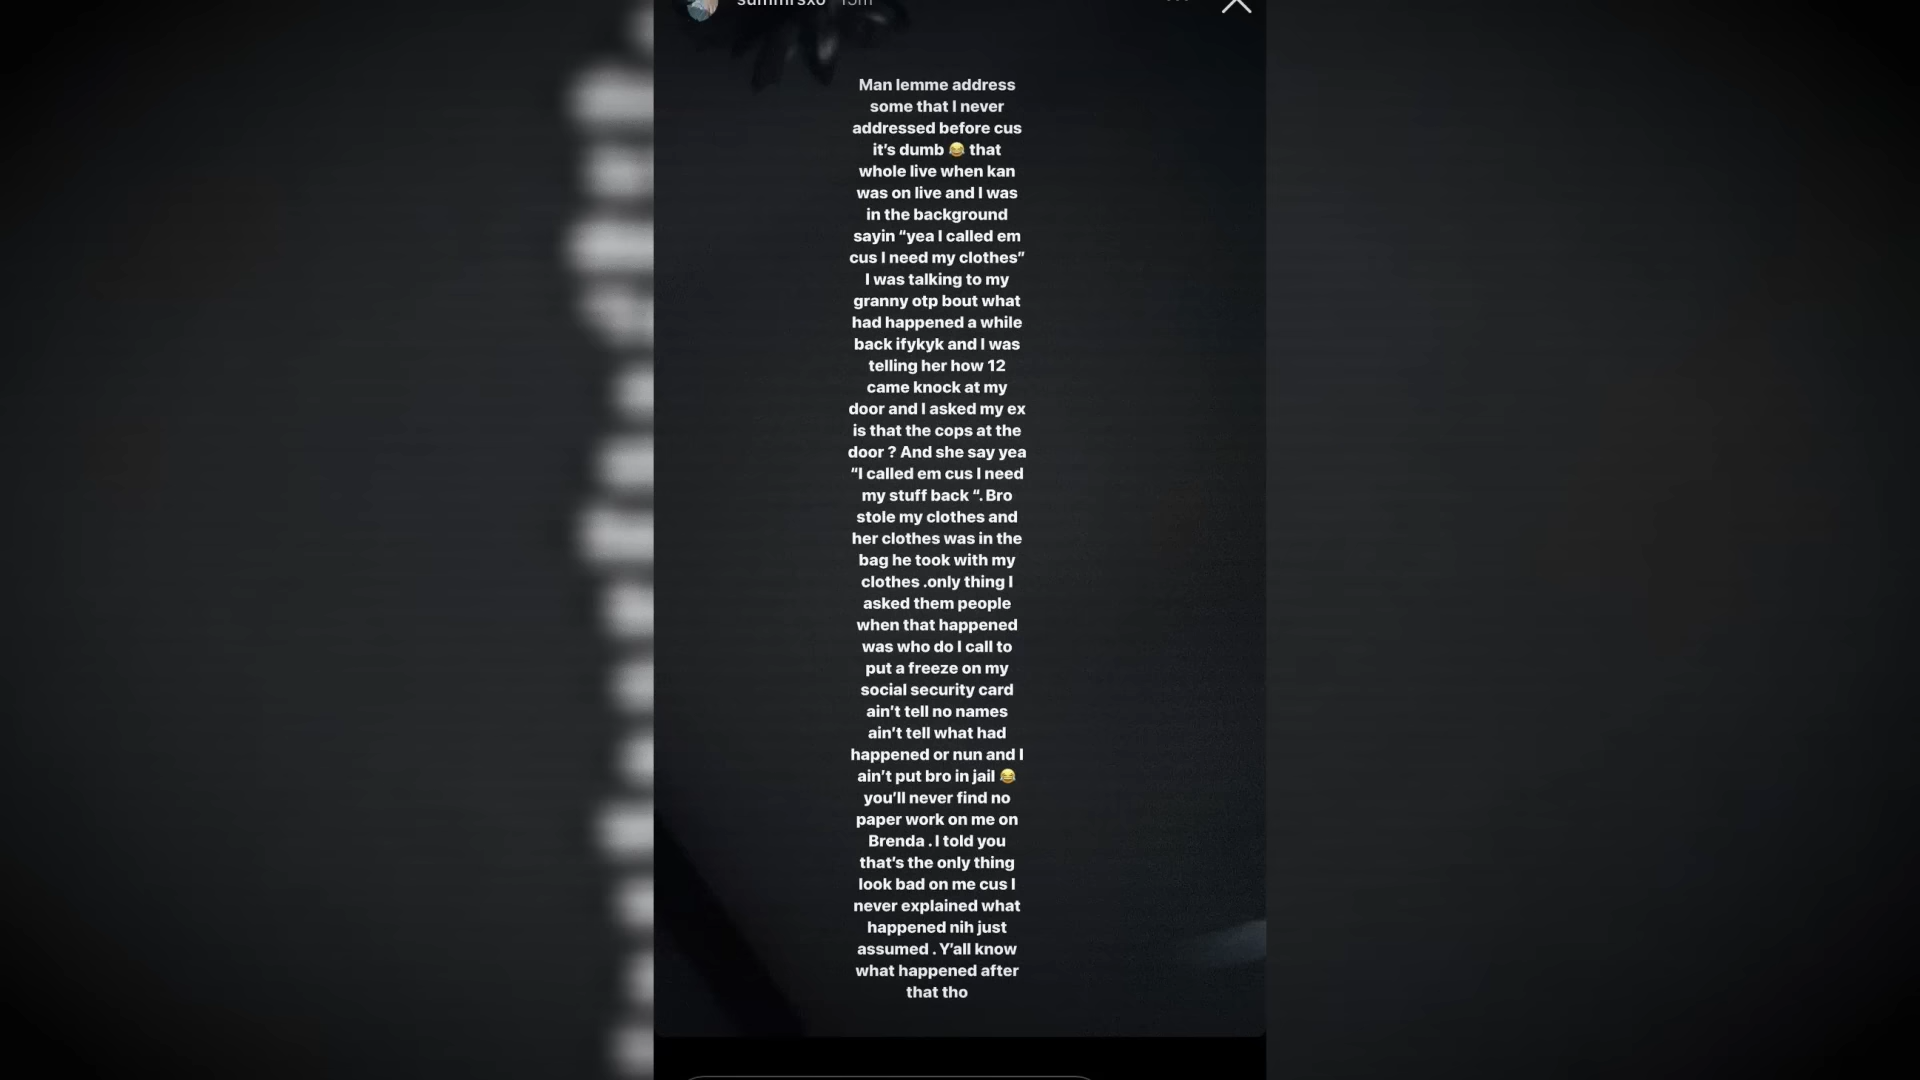 summrsxo 15m
Man lemme address
some that I never
addressed before cus
it's dumb 😂 that
whole live when kan
was on live and I was
in the background
sayin “yea I called em
cus I need my clothes”
I was talking to my
granny otp bout what
had happened a while
back ifykyk and I was
telling her how 12
came knock at my
door and I asked my ex
is that the cops at the
door ? And she say yea
“I called em cus I need
my stuff back “. Bro
stole my clothes and
her clothes was in the
bag he took with my
clothes .only thing I
asked them people
when that happened
was who do I call to
put a freeze on my
social security card
ain't tell no names
ain't tell what had
happened or nun and I
ain't put bro in jail 😂
you'll never find no
paper work on me on
Brenda . I told you
that's the only thing
look bad on me cus I
never explained what
happened nih just
assumed . Y'all know
what happened after
that tho